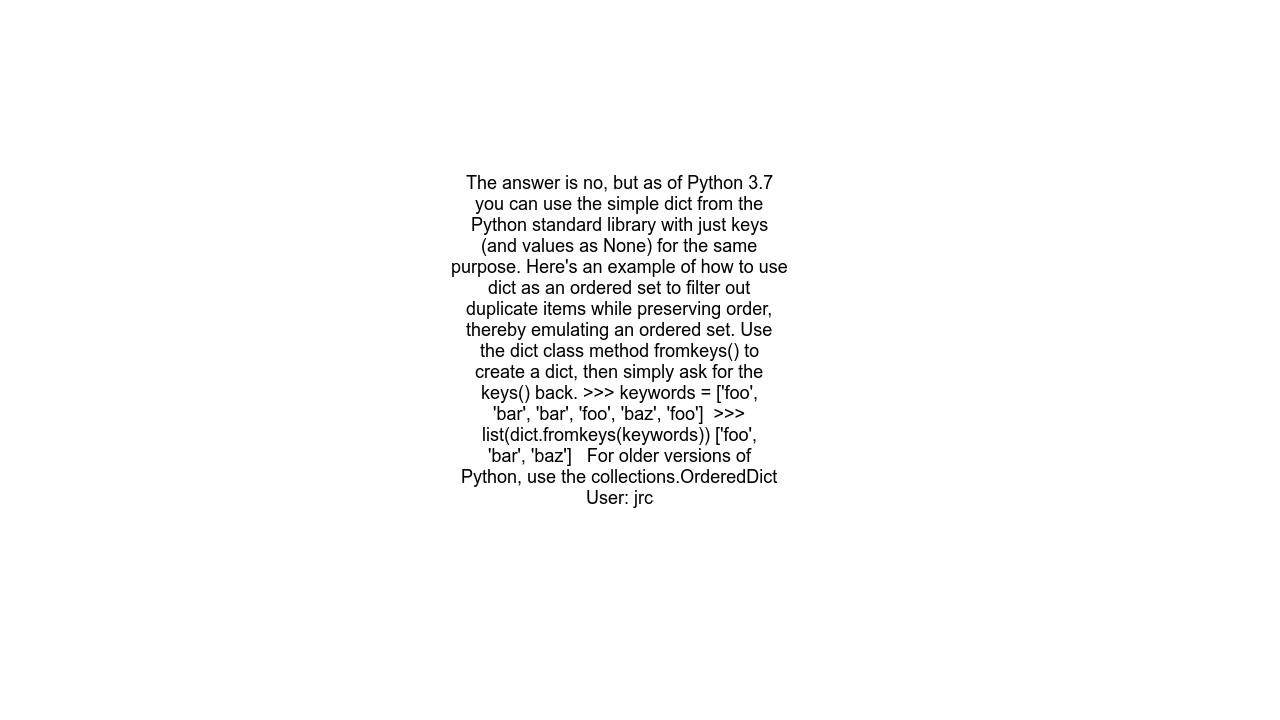 The answer is no, but as of Python 3.7
you can use the simple dict from the
Python standard library with just keys
(and values as None) for the same
purpose. Here's an example of how to use
dict as an ordered set to filter out
duplicate items while preserving order,
thereby emulating an ordered set. Use
the dict class method fromkeys() to
create a dict, then simply ask for the
keys() back. >>> keywords = ['foo',
'bar', 'bar', 'foo', 'baz', 'foo']  >>>
list(dict.fromkeys(keywords)) ['foo',
'bar', 'baz']   For older versions of
Python, use the collections.OrderedDict
User: jrc